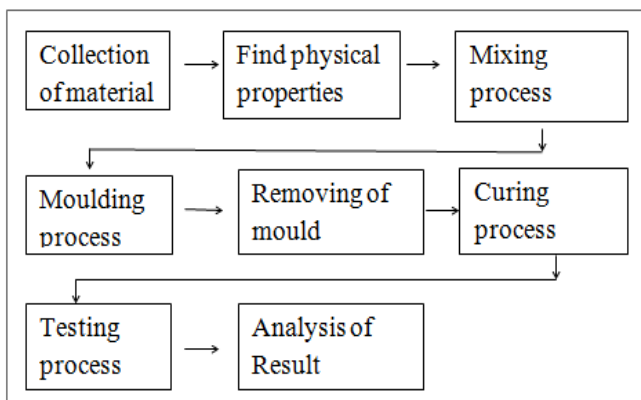 Collection
of material
Find physical
properties
Mixing
process
Moulding
process
Removing of
mould
Curing
process
Testing
process
Analysis of
Result